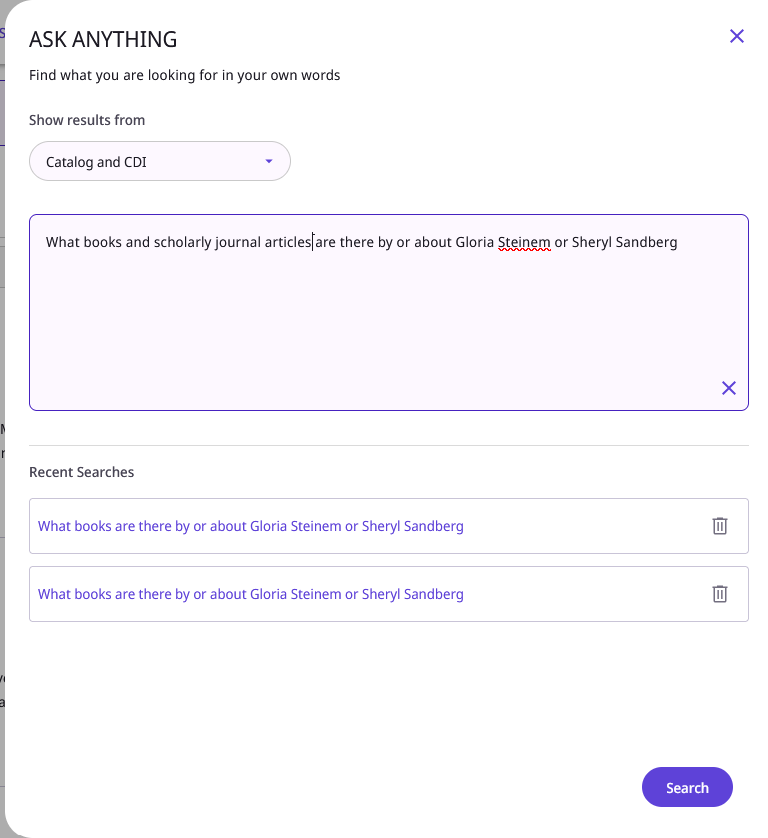 ASK ANYTHING
Find what you are looking for in your own words
Show results from
Catalog and CDI
What books and scholarly journal articles are there by or about Gloria Steinem or Sheryl Sandberg
Recent Searches
What books are there by or about Gloria Steinem or Sheryl Sandberg
What books are there by or about Gloria Steinem or Sheryl Sandberg
Search